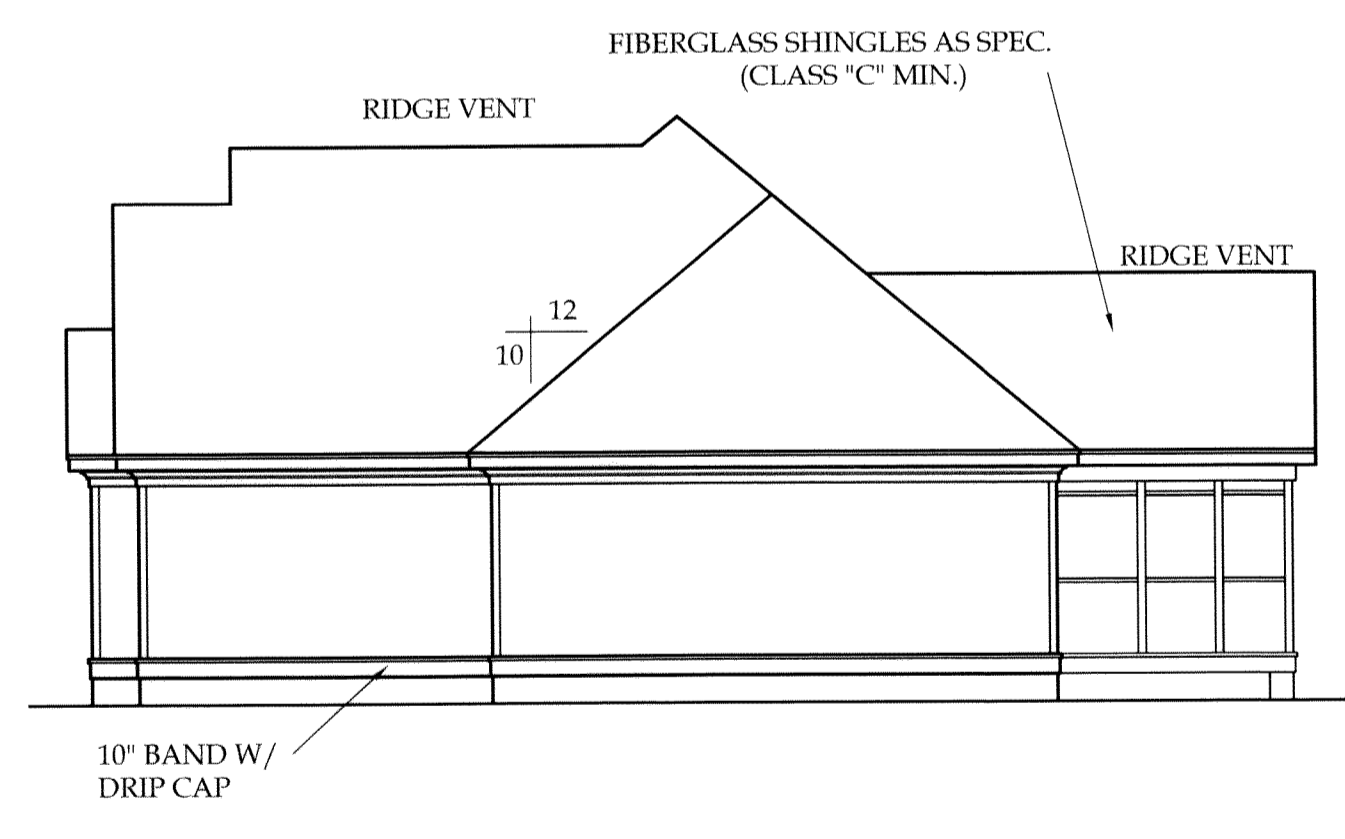 FIBERGLASS SHINGLES AS SPEC.
(CLASS "C" MIN.)
RIDGE VENT
RIDGE VENT
12
10
10" BAND W/
DRIP CAP